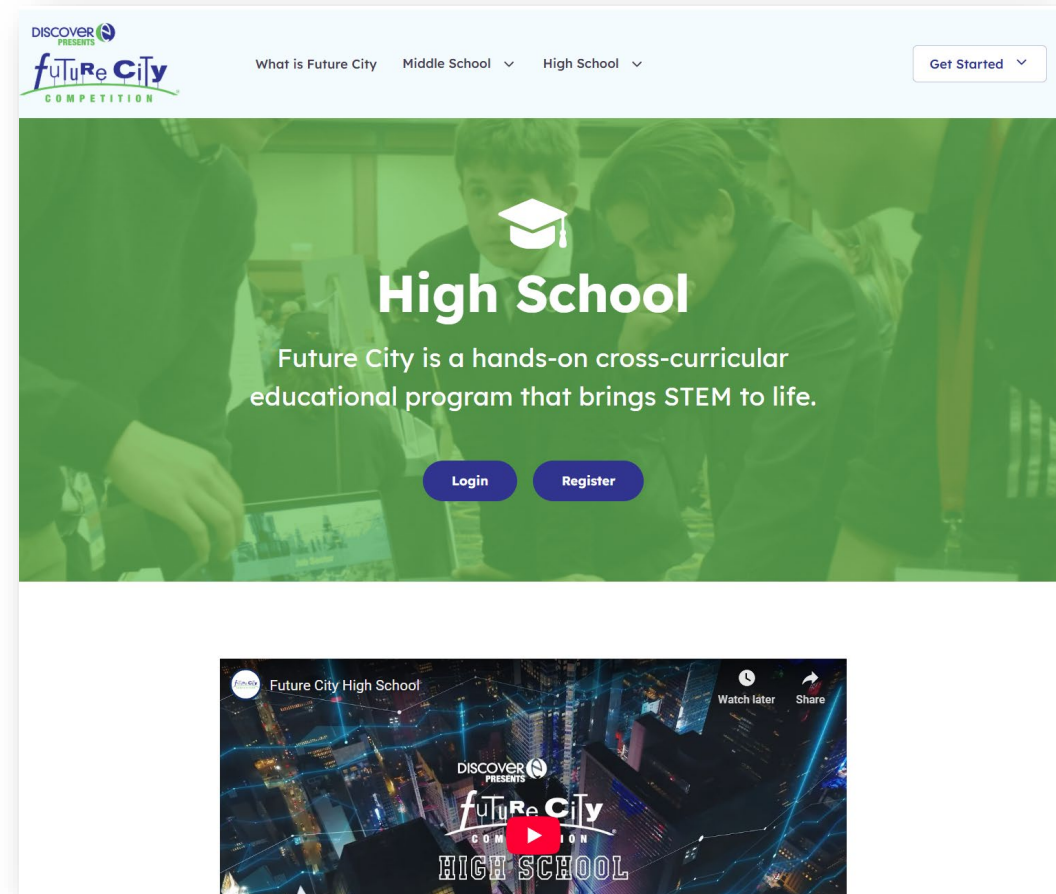 DISCOVER E
PRESENTS
FUTURE CITY
COMPETITION
What is Future City
Middle School
High School
Get Started
High School
Future City is a hands-on cross-curricular
educational program that brings STEM to life.
Login
Register
Future City High School
Watch later
Share
DISCOVER E
PRESENTS
FUTURE CITY
HIGH SCHOOL